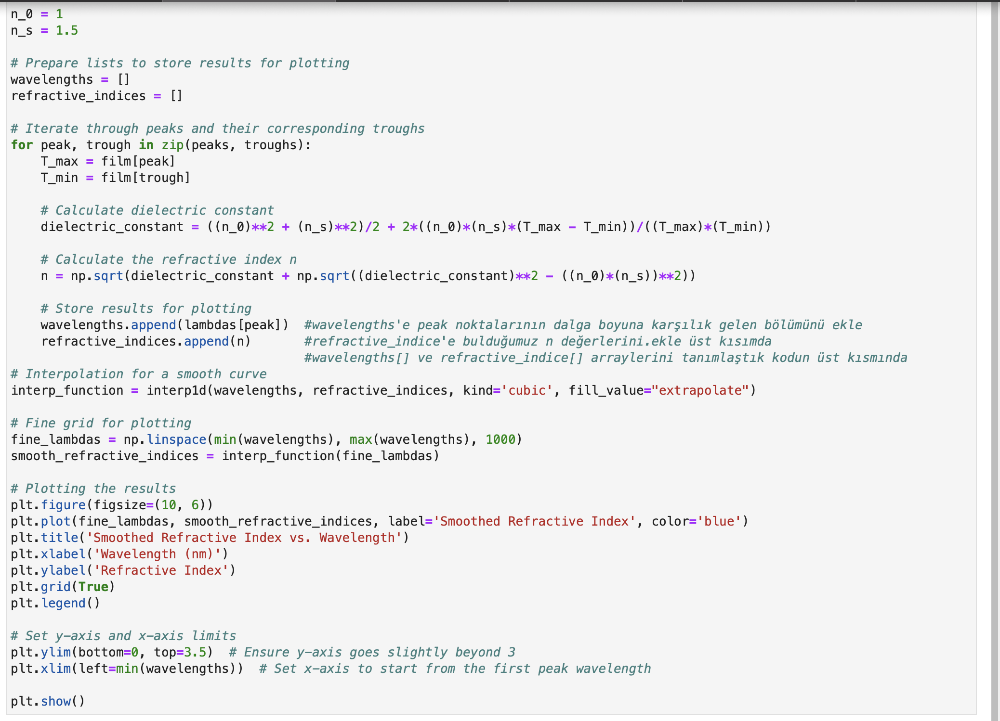 n_0 = 1
n_s = 1.5
# Prepare lists to store results for plotting
wavelengths = []
refractive_indices = []
# Iterate through peaks and their corresponding troughs
for peak, trough in zip(peaks, troughs):
    T_max = film[peak]
    T_min = film[trough]
    # Calculate dielectric constant
    dielectric_constant = ((n_0)**2 + (n_s)**2)/2 + 2*((n_0)*(n_s)*(T_max - T_min))/((T_max)*(T_min))
    # Calculate the refractive index n
    n = np.sqrt(dielectric_constant + np.sqrt((dielectric_constant)**2 - ((n_0)*(n_s))**2))
    # Store results for plotting
    wavelengths.append(lambdas[peak])  #wavelengths'e peak noktalarının dalga boyuna karşılık gelen bölümünü ekle
    refractive_indices.append(n)       #refractive_indice'e bulduğumuz n değerlerini.ekle üst kısımda
                                       #wavelengths[] ve refractive_indice[] arraylerini tanımlaştık kodun üst kısmında
# Interpolation for a smooth curve
interp_function = interp1d(wavelengths, refractive_indices, kind='cubic', fill_value="extrapolate")
# Fine grid for plotting
fine_lambdas = np.linspace(min(wavelengths), max(wavelengths), 1000)
smooth_refractive_indices = interp_function(fine_lambdas)
# Plotting the results
plt.figure(figsize=(10, 6))
plt.plot(fine_lambdas, smooth_refractive_indices, label='Smoothed Refractive Index', color='blue')
plt.title('Smoothed Refractive Index vs. Wavelength')
plt.xlabel('Wavelength (nm)')
plt.ylabel('Refractive Index')
plt.grid(True)
plt.legend()
# Set y-axis and x-axis limits
plt.ylim(bottom=0, top=3.5)  # Ensure y-axis goes slightly beyond 3
plt.xlim(left=min(wavelengths))  # Set x-axis to start from the first peak wavelength
plt.show()